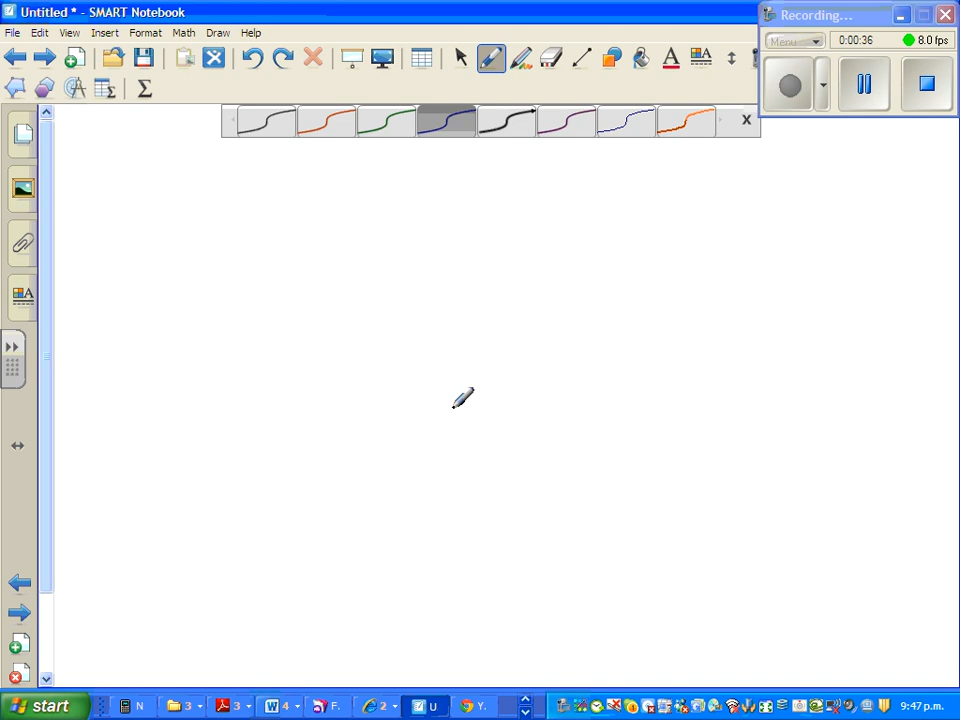 Untitled * - SMART Notebook
Recording...
File Edit View Insert Format Math Draw Help
Menu
0:00:36
8.0 fps
A
Σ
X
start
N
3
3
4
F.
2
U
Y.
9:47 p.m.